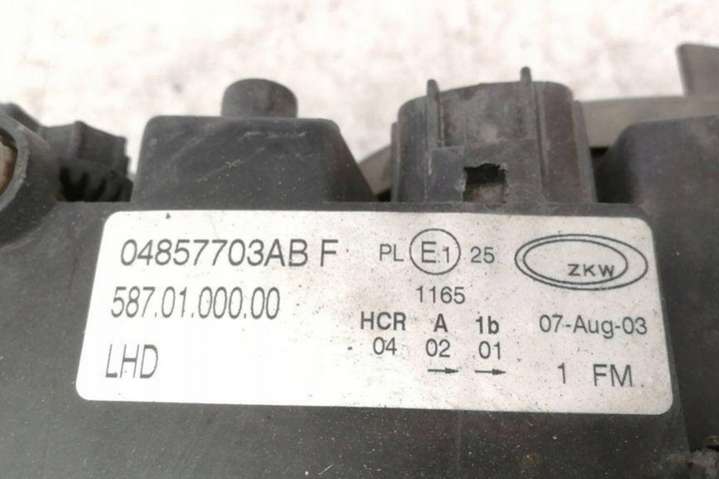 04857703AB F PL E1 25 ZKW
587.01.000.00 1165
HCR A 1b 07-Aug-03
LHD 04 02 01
→ → 1 FM